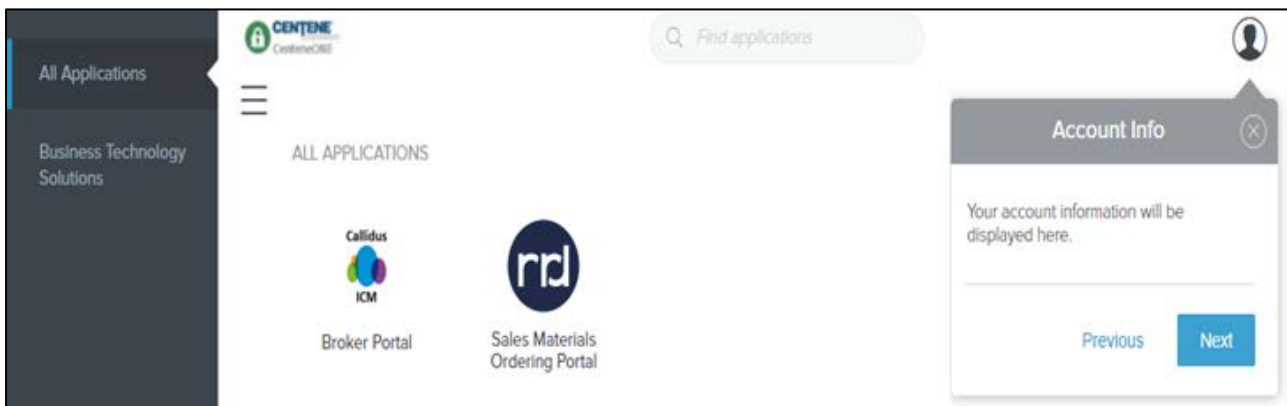 All Applications
Business Technology
Solutions
CENTENE
CenteneONE
Find applications
ALL APPLICATIONS
Callidus
ICM
Broker Portal
rrd
Sales Materials
Ordering Portal
Account Info
Your account information will be
displayed here.
Previous
Next